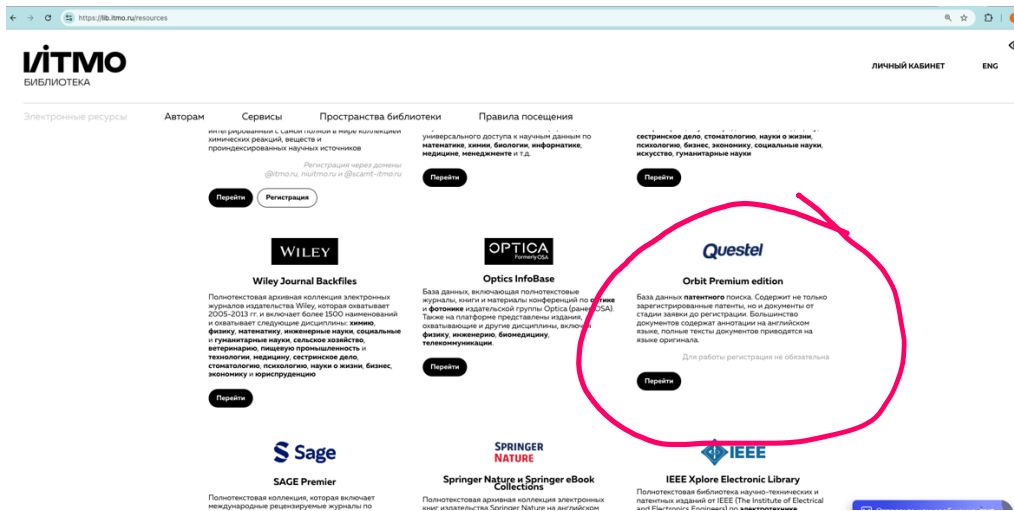 https://lib.itmo.ru/resources
ИТМО
БИБЛИОТЕКА
ЛИЧНЫЙ КАБИНЕТ
ENG
Электронные ресурсы
Авторам
Сервисы
Пространства библиотеки
Правила посещения
интегрированный с самой полной в мире коллекцией
химических реакций, веществ и
проиндексированных научных источников
Регистрация через домены
@itmo.ru, niuitmo.ru и @scamt-itmo.ru
Перейти
Регистрация
универсального доступа к научным данным по
математике, химии, биологии, информатике,
медицине, менеджменте и т.д.
Перейти
сестринское дело, стоматологию, науки о жизни,
психологию, бизнес, экономику, социальные науки,
искусство, гуманитарные науки
Перейти
WILEY
Wiley Journal Backfiles
Полнотекстовая архивная коллекция электронных
журналов издательства Wiley, которая охватывает
2005-2013 гг. и включает более 1500 наименований
и охватывает следующие дисциплины: химию,
физику, математику, инженерные науки, социальные
и гуманитарные науки, сельское хозяйство,
ветеринарию, пищевую промышленность и
технологии, медицину, сестринское дело,
стоматологию, психологию, науки о жизни, бизнес,
экономику и юриспруденцию
Перейти
OPTICA
Formerly OSA
Optics InfoBase
База данных, включающая полнотекстовые
журналы, книги и материалы конференций по оптике
и фотонике издательской группы Optica (ранее OSA).
Также на платформе представлены издания,
охватывающие и другие дисциплины, включая
физику, инженерию, биомедицину,
телекоммуникации.
Перейти
Questel
Orbit Premium edition
База данных патентного поиска. Содержит не только
зарегистрированные патенты, но и документы от
стадии заявки до регистрации. Большинство
документов содержат аннотации на английском
языке, полные тексты документов приводятся на
языке оригинала.
Для работы регистрация не обязательна.
Перейти
Sage
SAGE Premier
Полнотекстовая коллекция, которая включает
международные рецензируемые журналы по
SPRINGER
NATURE
Springer Nature и Springer eBook
Collections
Полнотекстовая архивная коллекция электронных
книг издательства Springer Nature на английском
IEEE
IEEE Xplore Electronic Library
Полнотекстовая библиотека научно-технических и
патентных изданий от IEEE (The Institute of Electrical
and Electronics Engineers) по электротехнике,